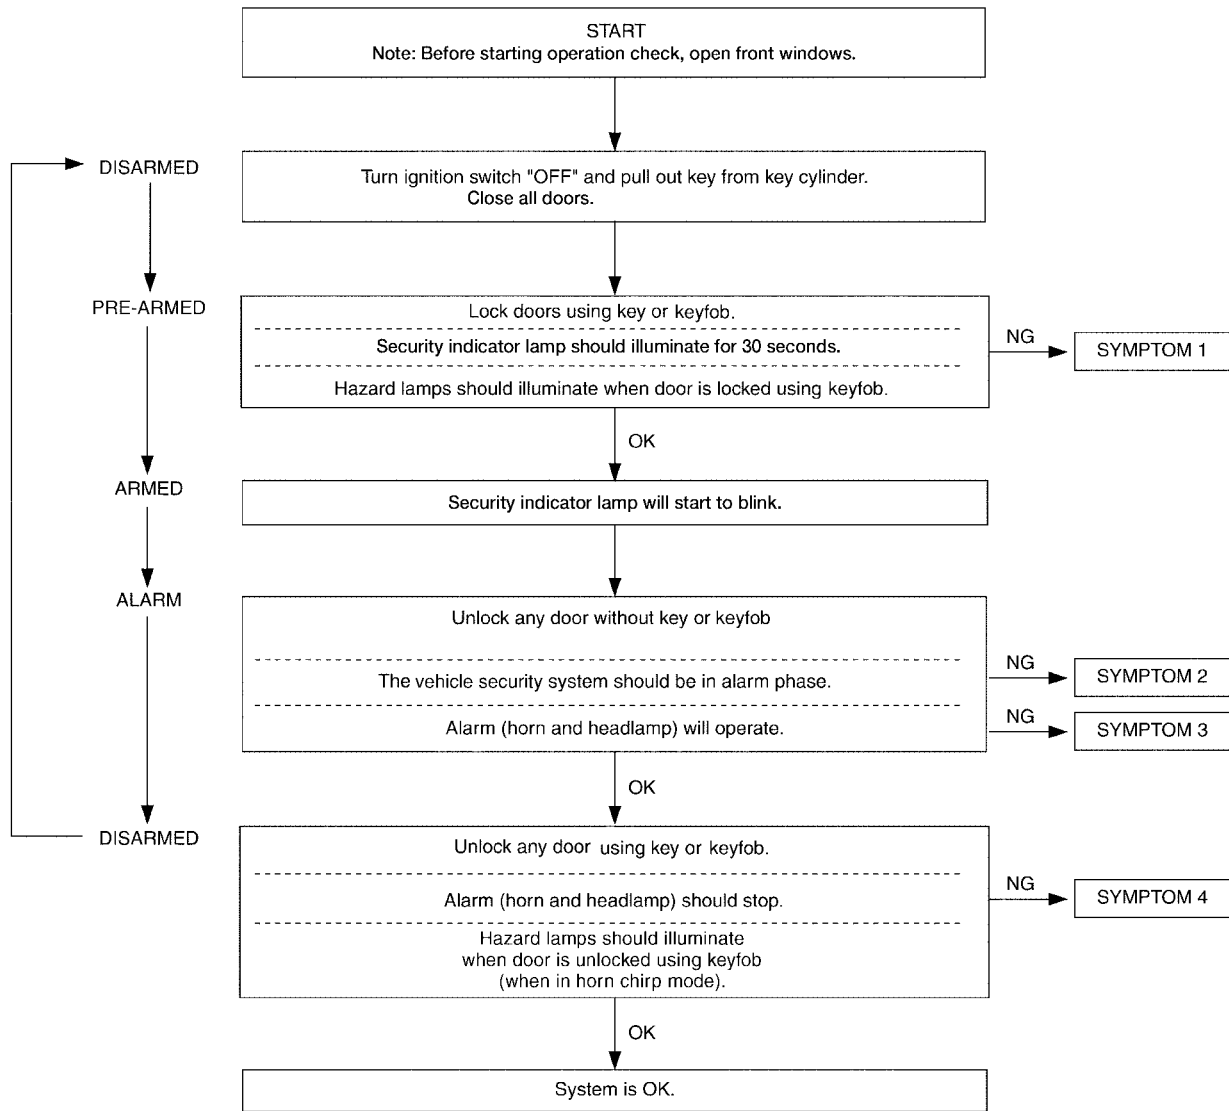 START
Note: Before starting operation check, open front windows.
DISARMED
Turn ignition switch "OFF" and pull out key from key cylinder.
Close all doors.
PRE-ARMED
Lock doors using key or keyfob.
Security indicator lamp should illuminate for 30 seconds.
Hazard lamps should illuminate when door is locked using keyfob.
NG
SYMPTOM 1
OK
ARMED
Security indicator lamp will start to blink.
ALARM
Unlock any door without key or keyfob
The vehicle security system should be in alarm phase.
NG
SYMPTOM 2
Alarm (horn and headlamp) will operate.
NG
SYMPTOM 3
OK
DISARMED
Unlock any door using key or keyfob.
Alarm (horn and headlamp) should stop.
NG
SYMPTOM 4
Hazard lamps should illuminate
when door is unlocked using keyfob
(when in horn chirp mode).
OK
System is OK.